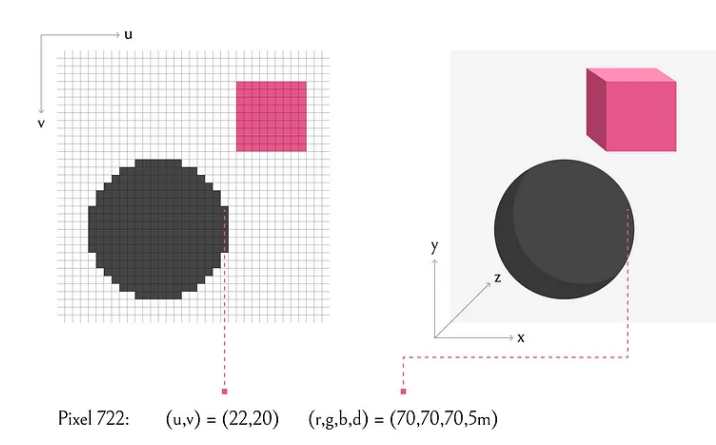 u
v
y
z
x
Pixel 722: (u,v) = (22,20) (r,g,b,d) = (70,70,70,5m)